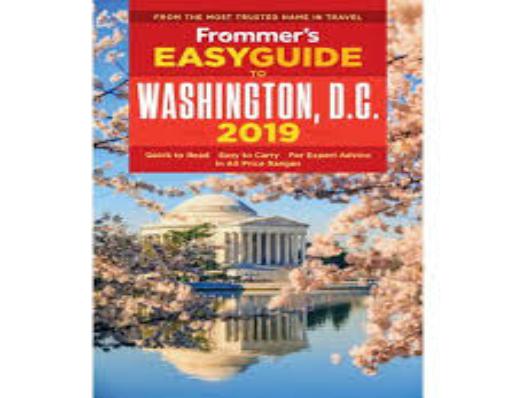 FROM THE MOST TRUSTED NAME IN TRAVEL
Frommer's
EASYGUIDE
TO
WASHINGTON, D.C.
2019
Quick to Read Easy to Carry For Expert Advice
In All Price Ranges